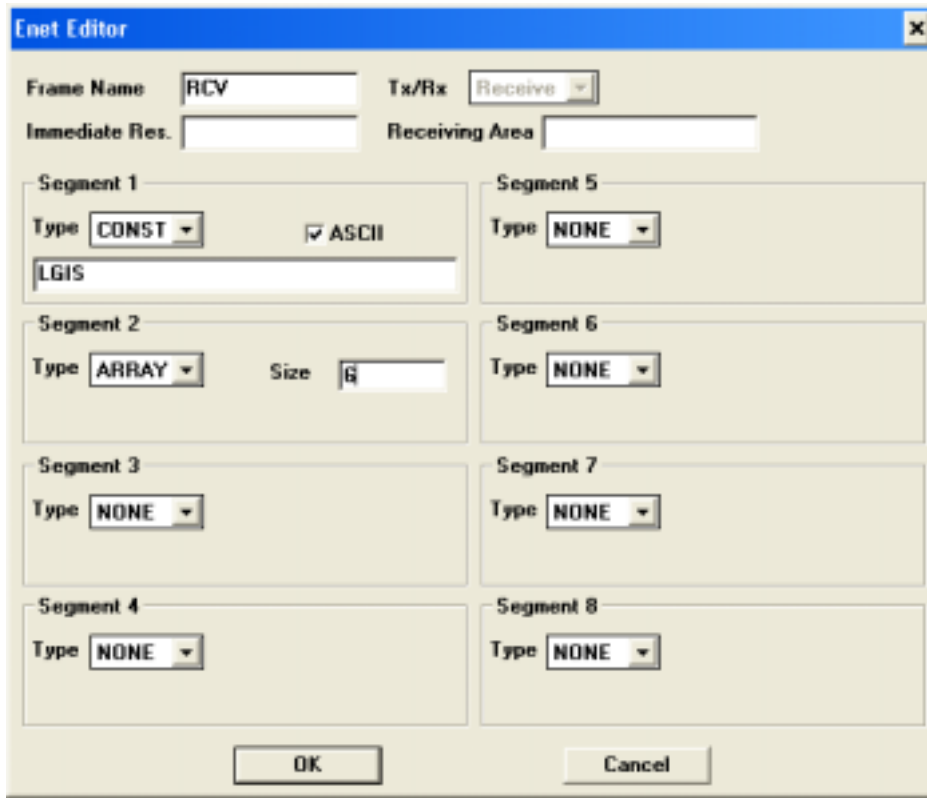 Enet Editor
Frame Name RCV Tx/Rx Receive
Immediate Res. Receiving Area
Segment 1
Type CONST ASCII
LGIS
Segment 5
Type NONE
Segment 2
Type ARRAY Size 6
Segment 6
Type NONE
Segment 3
Type NONE
Segment 7
Type NONE
Segment 4
Type NONE
Segment 8
Type NONE
OK Cancel